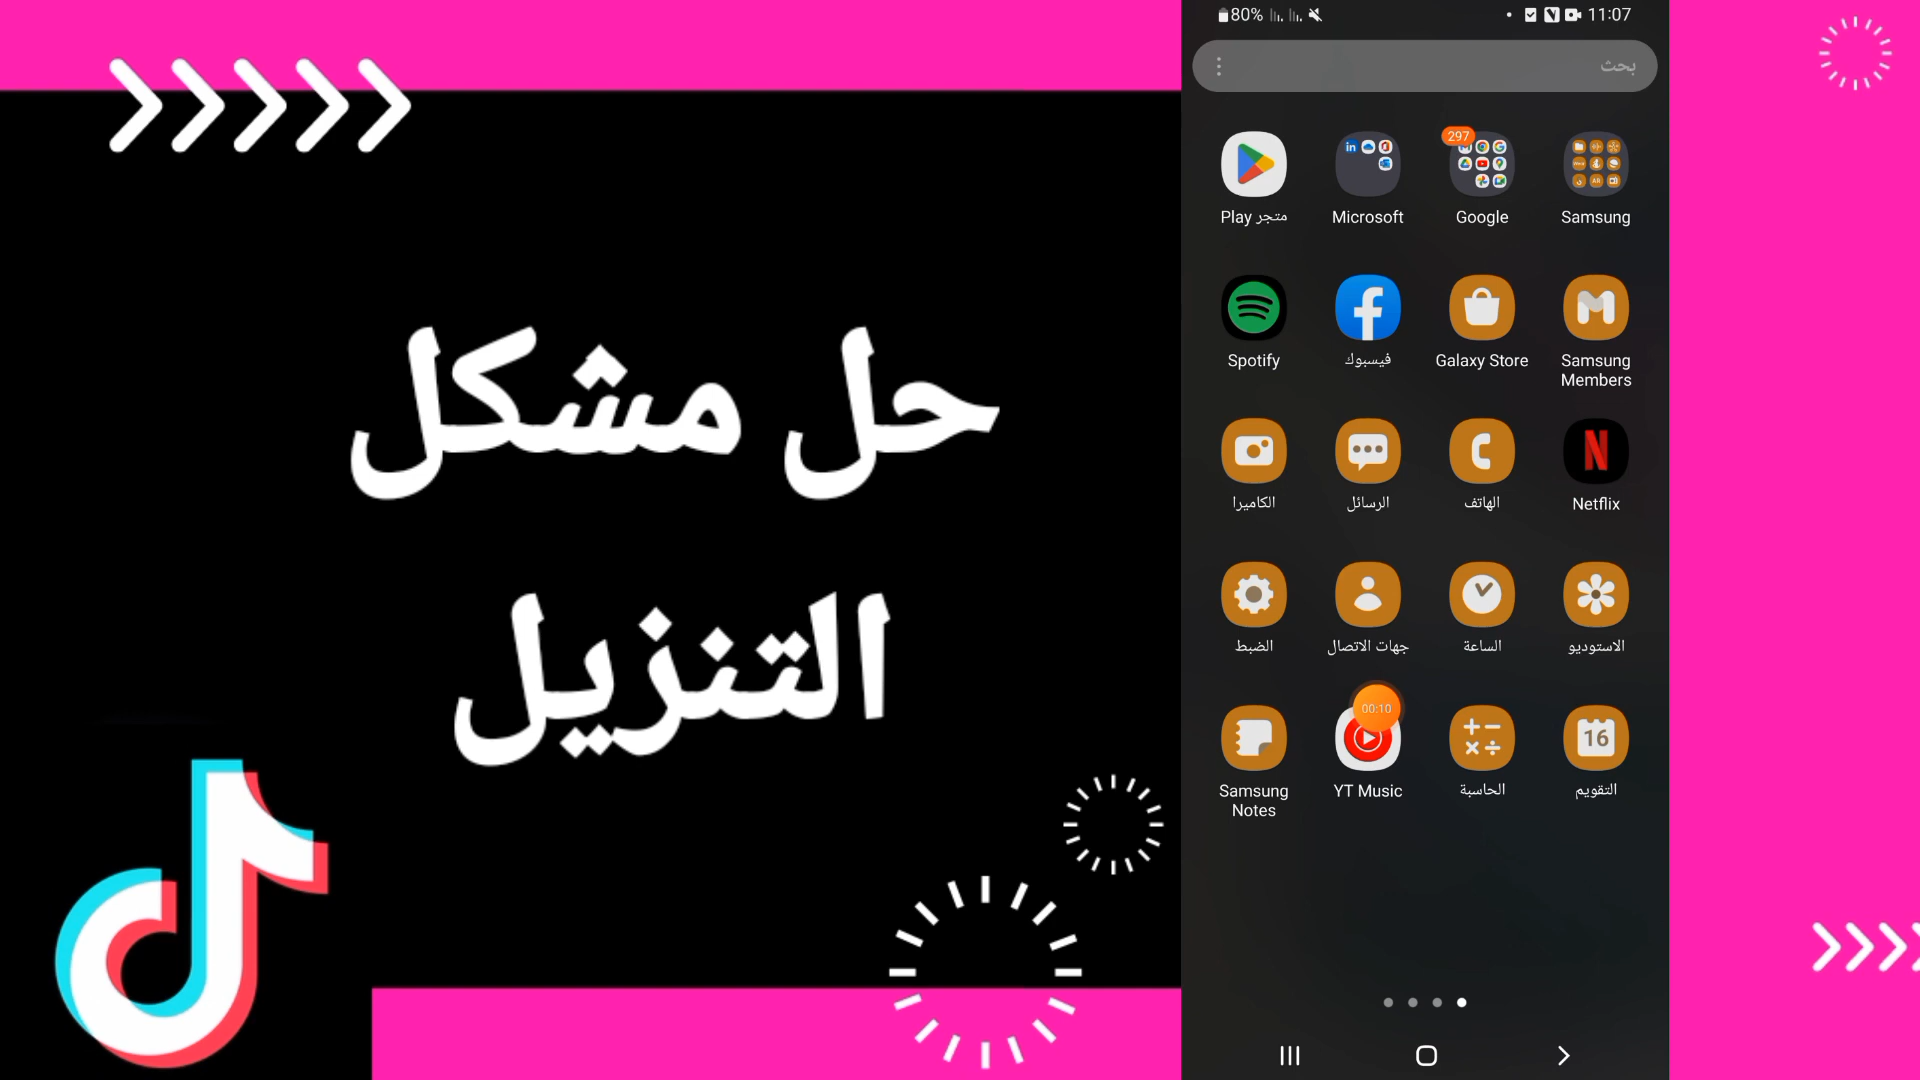 حل مشكل
التنزيل
80%
11:07
بحث
297
Samsung
Google
Microsoft
متجر Play
Samsung Members
Galaxy Store
فيسبوك
Spotify
Netflix
الهاتف
الرسائل
الكاميرا
الاستوديو
الساعة
جهات الاتصال
الضبط
16
00:10
التقويم
الحاسبة
YT Music
Samsung Notes